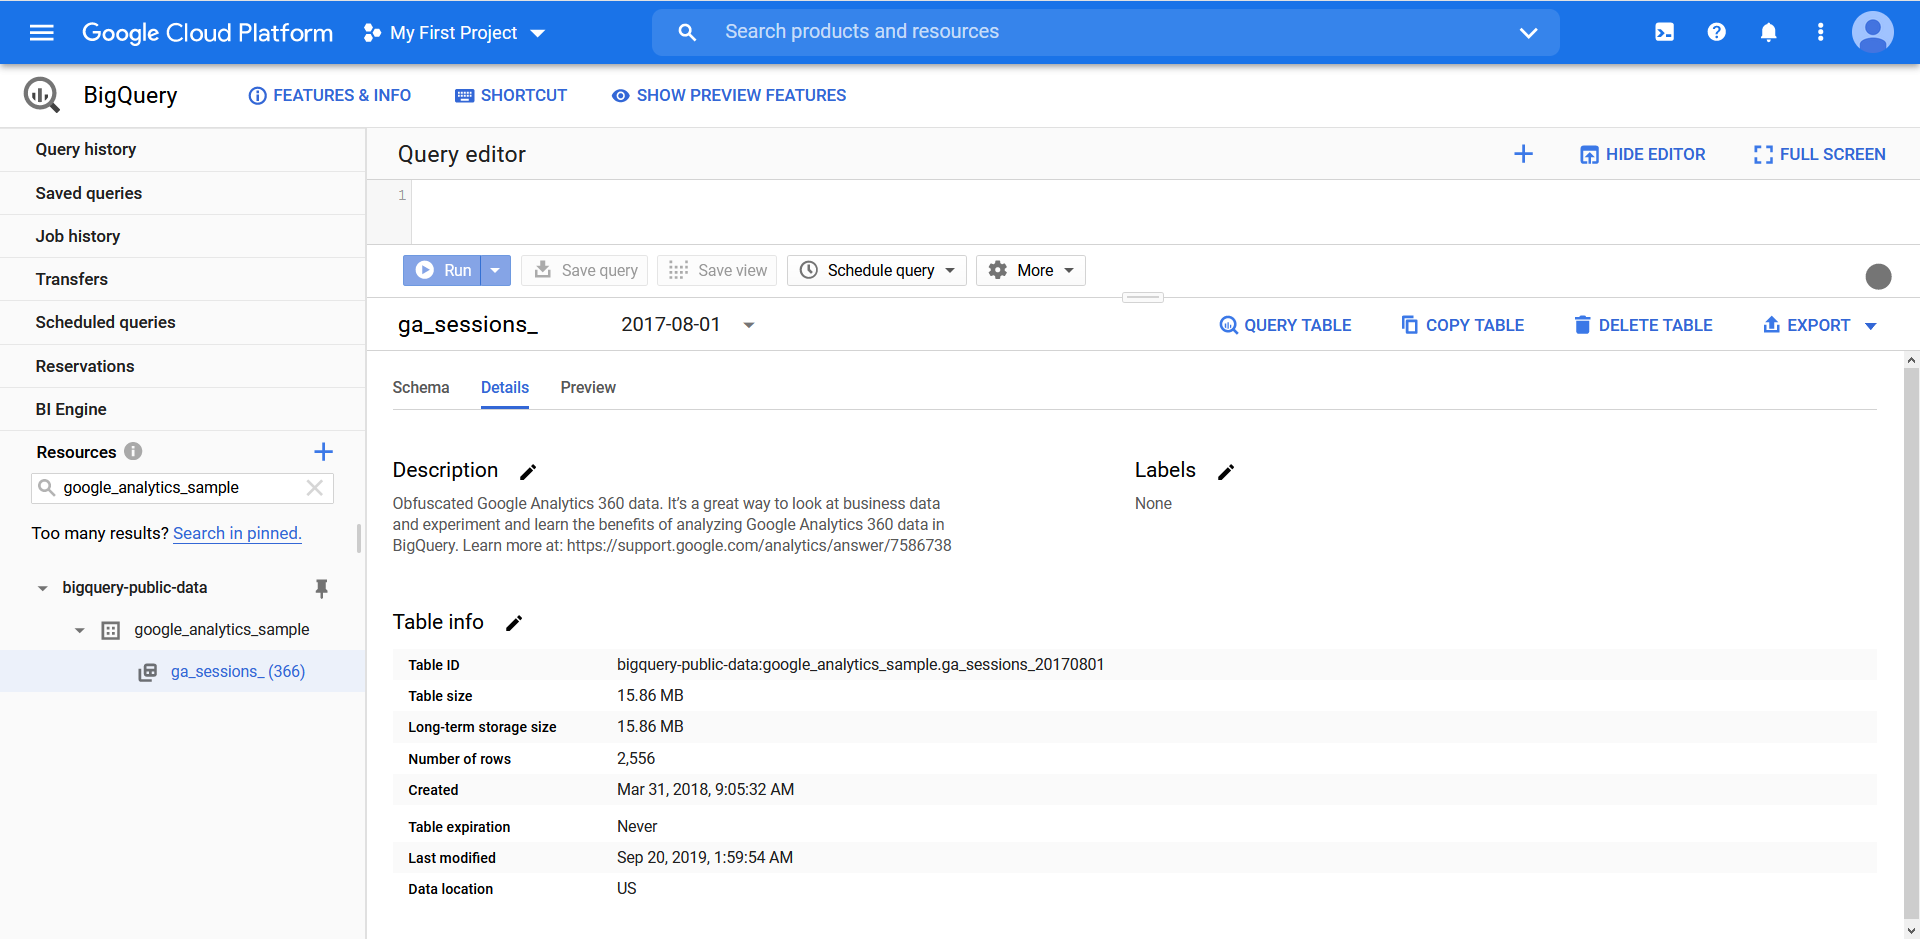 Google Cloud Platform
My First Project
Search products and resources
BigQuery
FEATURES & INFO
SHORTCUT
SHOW PREVIEW FEATURES
Query history
Saved queries
Job history
Transfers
Scheduled queries
Reservations
BI Engine
Resources
google_analytics_sample
Too many results? Search in pinned.
bigquery-public-data
google_analytics_sample
ga_sessions_ (366)
Query editor
HIDE EDITOR
FULL SCREEN
1
Run
Save query
Save view
Schedule query
More
ga_sessions_
2017-08-01
QUERY TABLE
COPY TABLE
DELETE TABLE
EXPORT
Schema
Details
Preview
Description
Obfuscated Google Analytics 360 data. It's a great way to look at business data
and experiment and learn the benefits of analyzing Google Analytics 360 data in
BigQuery. Learn more at: https://support.google.com/analytics/answer/7586738
Labels
None
Table info
Table ID bigquery-public-data:google_analytics_sample.ga_sessions_20170801
Table size 15.86 MB
Long-term storage size 15.86 MB
Number of rows 2,556
Created Mar 31, 2018, 9:05:32 AM
Table expiration Never
Last modified Sep 20, 2019, 1:59:54 AM
Data location US